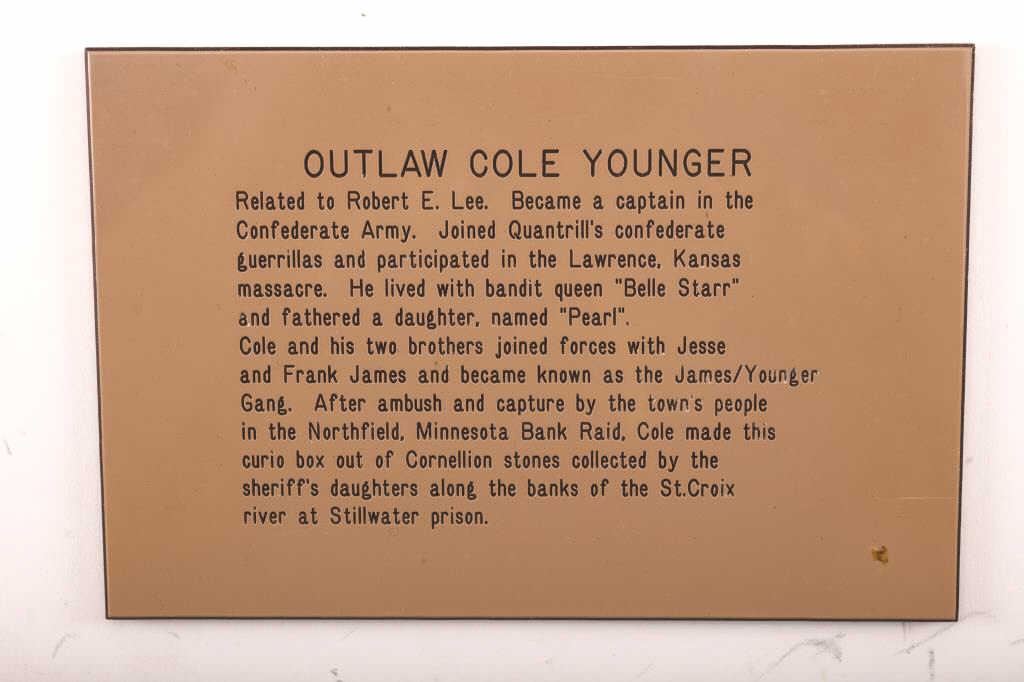 OUTLAW COLE YOUNGER
Related to Robert E. Lee. Became a captain in the
Confederate Army. Joined Quantrill's confederate
guerrillas and participated in the Lawrence, Kansas
massacre. He lived with bandit queen "Belle Starr"
and fathered a daughter, named "Pearl".
Cole and his two brothers joined forces with Jesse
and Frank James and became known as the James/Younger
Gang. After ambush and capture by the town's people
in the Northfield, Minnesota Bank Raid, Cole made this
curio box out of Cornellion stones collected by the
sheriff's daughters along the banks of the St.Croix
river at Stillwater prison.